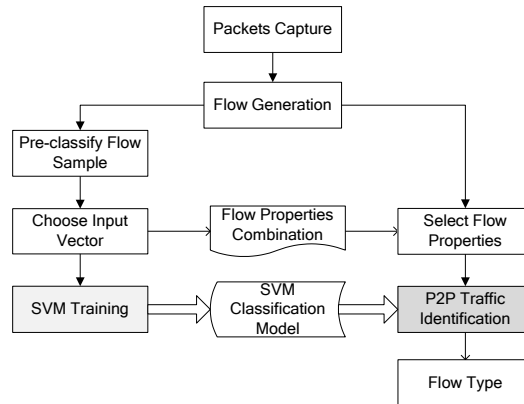 Packets Capture
Flow Generation
Pre-classify Flow
Sample
Choose Input
Vector
Flow Properties
Combination
Select Flow
Properties
SVM Training
SVM
Classification
Model
P2P Traffic
Identification
Flow Type